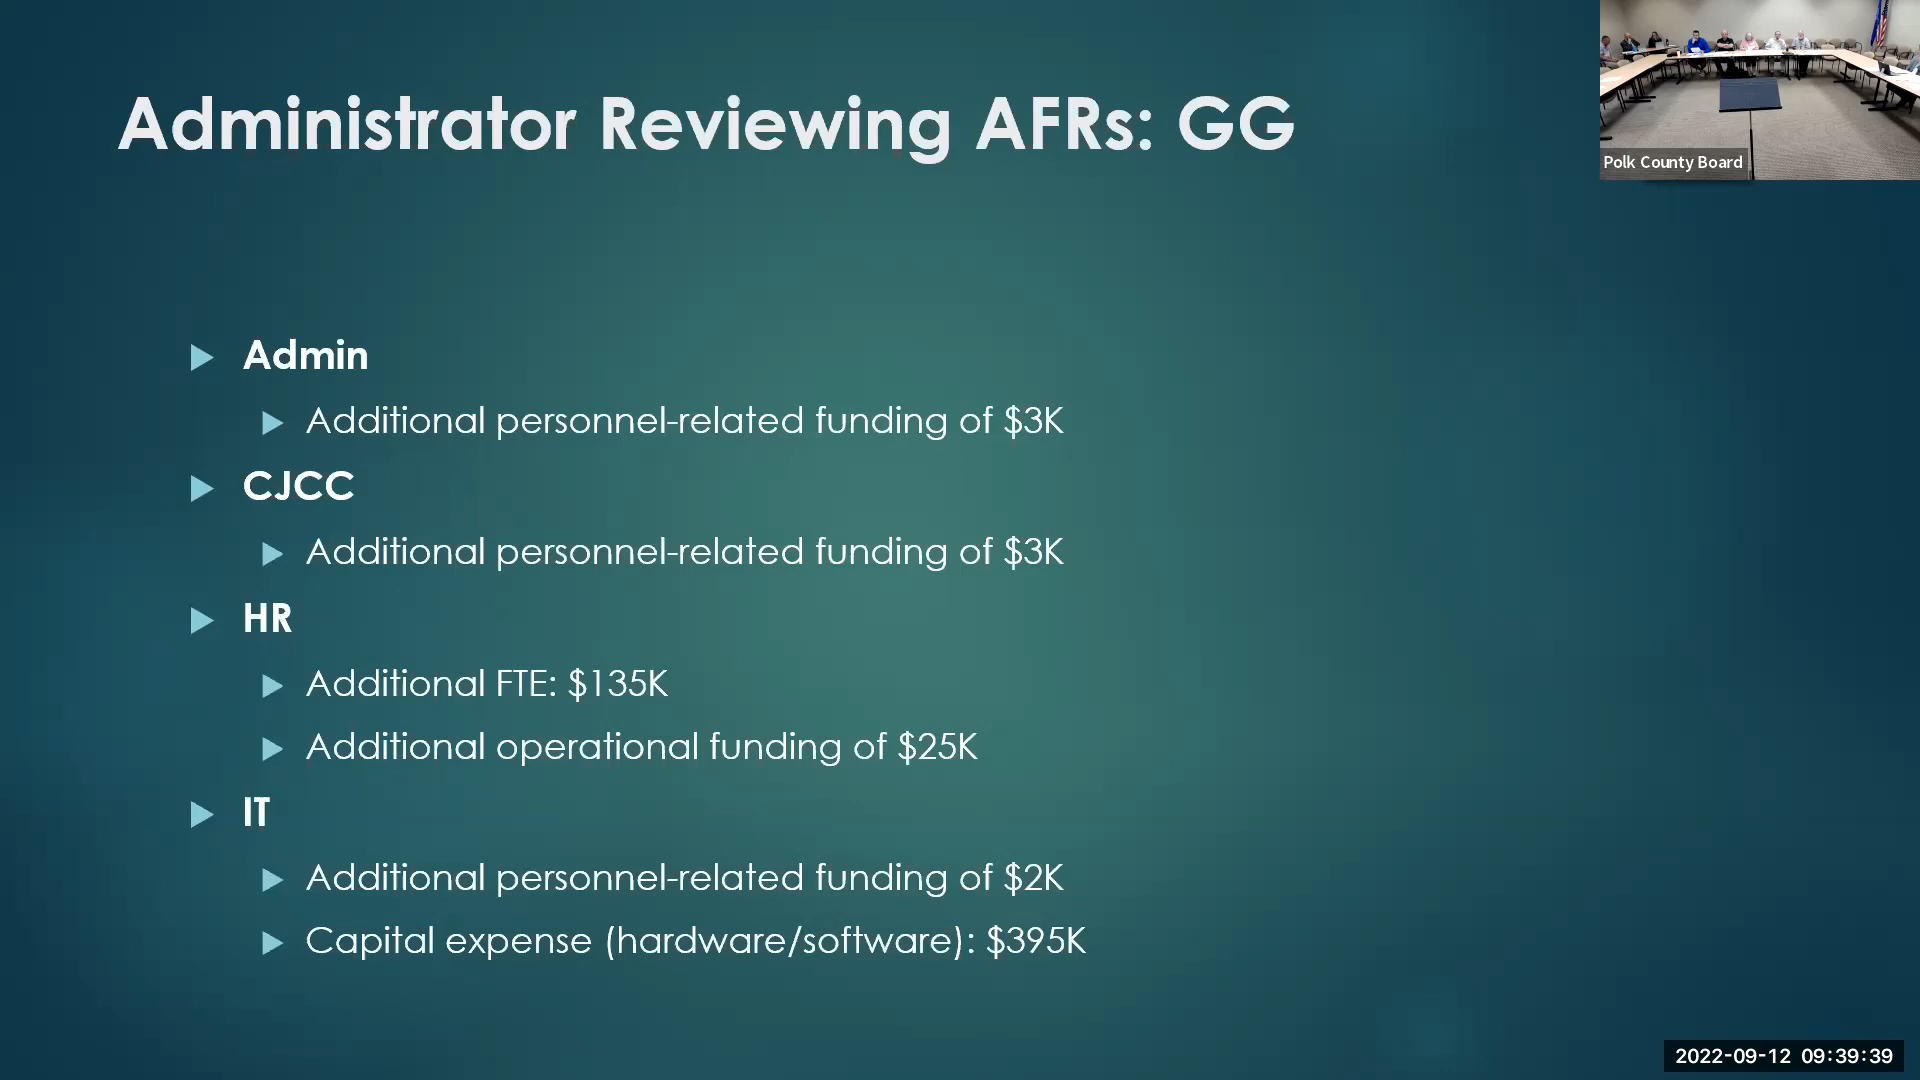 Administrator Reviewing AFRs: GG
Polk County Board
Admin
Additional personnel-related funding of $3K
CJCC
Additional personnel-related funding of $3K
HR
Additional FTE: $135K
Additional operational funding of $25K
IT
Additional personnel-related funding of $2K
Capital expense (hardware/software): $395K
2022-09-12 09:39:39